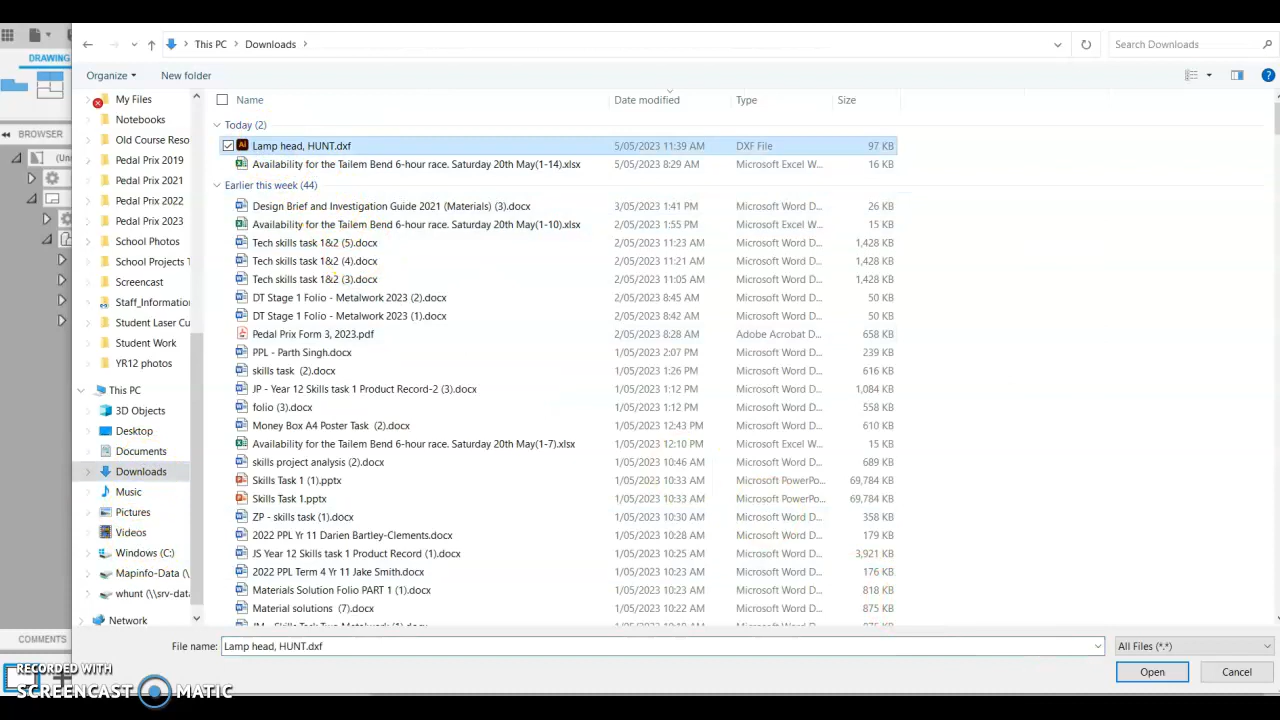 This PC > Downloads >
Search Downloads
DRAWING
Organize
New folder
?
BROWSER
(Un
My Files
Notebooks
Old Course Reso
Pedal Prix 2019
Pedal Prix 2021
Pedal Prix 2022
Pedal Prix 2023
School Photos
School Projects T
Screencast
Staff_Information
Student Laser Cu
Student Work
YR12 photos
This PC
3D Objects
Desktop
Documents
Downloads
Music
Pictures
Videos
Windows (C:)
Mapinfo-Data (\
whunt (\\srv-data
Network
Name Date modified Type Size
Today (2)
Lamp head, HUNT.dxf 5/05/2023 11:39 AM DXF File 97 KB
Availability for the Tailem Bend 6-hour race. Saturday 20th May(1-14).xlsx 5/05/2023 8:29 AM Microsoft Excel W... 16 KB
Earlier this week (44)
Design Brief and Investigation Guide 2021 (Materials) (3).docx 3/05/2023 1:41 PM Microsoft Word D... 26 KB
Availability for the Tailem Bend 6-hour race. Saturday 20th May(1-10).xlsx 2/05/2023 1:55 PM Microsoft Excel W... 15 KB
Tech skills task 1&2 (5).docx 2/05/2023 11:23 AM Microsoft Word D... 1,428 KB
Tech skills task 1&2 (4).docx 2/05/2023 11:21 AM Microsoft Word D... 1,428 KB
Tech skills task 1&2 (3).docx 2/05/2023 11:05 AM Microsoft Word D... 1,428 KB
DT Stage 1 Folio - Metalwork 2023 (2).docx 2/05/2023 8:45 AM Microsoft Word D... 50 KB
DT Stage 1 Folio - Metalwork 2023 (1).docx 2/05/2023 8:42 AM Microsoft Word D... 50 KB
Pedal Prix Form 3, 2023.pdf 2/05/2023 8:28 AM Adobe Acrobat D... 658 KB
PPL - Parth Singh.docx 1/05/2023 2:07 PM Microsoft Word D... 239 KB
skills task (2).docx 1/05/2023 1:26 PM Microsoft Word D... 616 KB
JP - Year 12 Skills task 1 Product Record-2 (3).docx 1/05/2023 1:12 PM Microsoft Word D... 1,084 KB
folio (3).docx 1/05/2023 1:12 PM Microsoft Word D... 558 KB
Money Box A4 Poster Task (2).docx 1/05/2023 12:43 PM Microsoft Word D... 610 KB
Availability for the Tailem Bend 6-hour race. Saturday 20th May(1-7).xlsx 1/05/2023 12:10 PM Microsoft Excel W... 15 KB
skills project analysis (2).docx 1/05/2023 10:46 AM Microsoft Word D... 689 KB
Skills Task 1 (1).pptx 1/05/2023 10:33 AM Microsoft PowerPo... 69,784 KB
Skills Task 1.pptx 1/05/2023 10:33 AM Microsoft PowerPo... 69,784 KB
ZP - skills task (1).docx 1/05/2023 10:30 AM Microsoft Word D... 358 KB
2022 PPL Yr 11 Darien Bartley-Clements.docx 1/05/2023 10:28 AM Microsoft Word D... 179 KB
JS Year 12 Skills task 1 Product Record (1).docx 1/05/2023 10:25 AM Microsoft Word D... 3,921 KB
2022 PPL Term 4 Yr 11 Jake Smith.docx 1/05/2023 10:23 AM Microsoft Word D... 176 KB
Materials Solution Folio PART 1 (1).docx 1/05/2023 10:23 AM Microsoft Word D... 818 KB
Material solutions (7).docx 1/05/2023 10:22 AM Microsoft Word D... 875 KB
COMMENTS
File name: Lamp head, HUNT.dxf
All Files (*.*)
Open
Cancel
RECORDED WITH
SCREENCAST MATIC